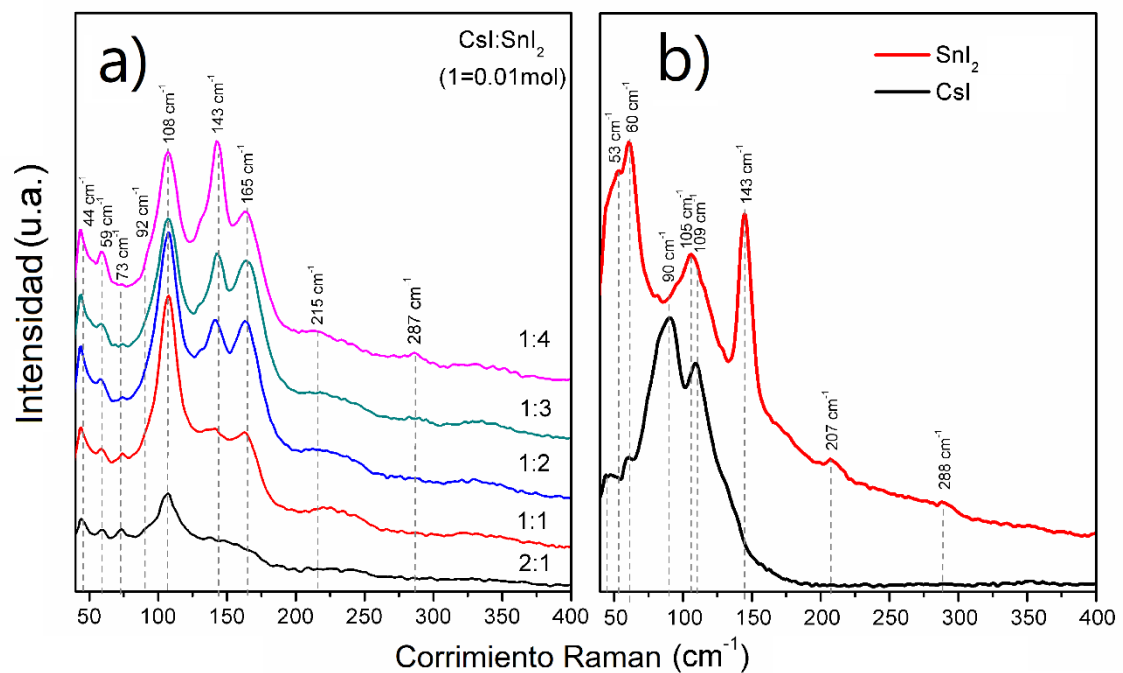 Intensidad (u.a.)
a)
CsI:SnI₂
(1=0.01mol)
44 cm⁻¹
59 cm⁻¹
73 cm⁻¹
92 cm⁻¹
108 cm⁻¹
143 cm⁻¹
165 cm⁻¹
215 cm⁻¹
287 cm⁻¹
1:4
1:3
1:2
1:1
2:1
50 100 150 200 250 300 350 400
b)
SnI₂
CsI
53 cm⁻¹
60 cm⁻¹
90 cm⁻¹
105 cm⁻¹
109 cm⁻¹
143 cm⁻¹
207 cm⁻¹
288 cm⁻¹
50 100 150 200 250 300 350 400
Corrimiento Raman (cm⁻¹)